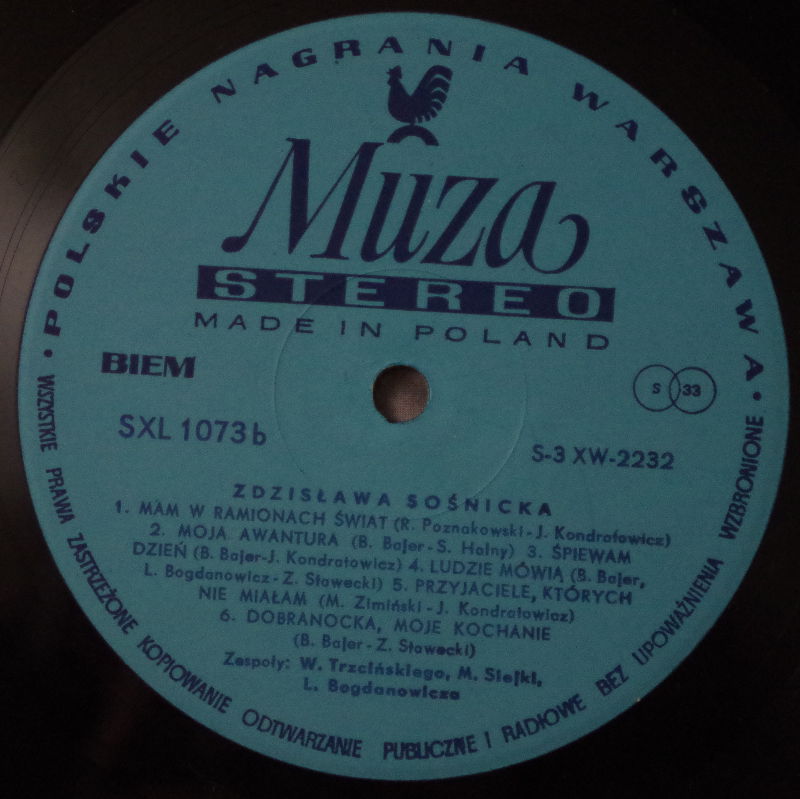 • POLSKIE NAGRANIA WARSZAWA •
Muza
STEREO
MADE IN POLAND
BIEM
S 33
SXL 1073 b
S-3 XW-2232
ZDZISŁAWA SOŚNICKA
1. MAM W RAMIONACH ŚWIAT (R. Poznakowski - J. Kondratowicz)
2. MOJA AWANTURA (B. Bajer - S. Halny) 3. ŚPIEWAM
DZIEŃ (B. Bajer - J. Kondratowicz) 4. LUDZIE MÓWIĄ (B. Bajer,
L. Bogdanowicz - Z. Stawecki) 5. PRZYJACIELE, KTÓRYCH
NIE MIAŁAM (M. Zimiński - J. Kondratowicz)
6. DOBRANOCKA, MOJE KOCHANIE
(B. Bajer - Z. Stawecki)
Zespoły: W. Trzcińskiego, M. Siejki,
L. Bogdanowicza
WSZYSTKIE PRAWA ZASTRZEŻONE KOPIOWANIE ODTWARZANIE PUBLICZNE I RADIOWE BEZ UPOWAŻNIENIA WZBRONIONE